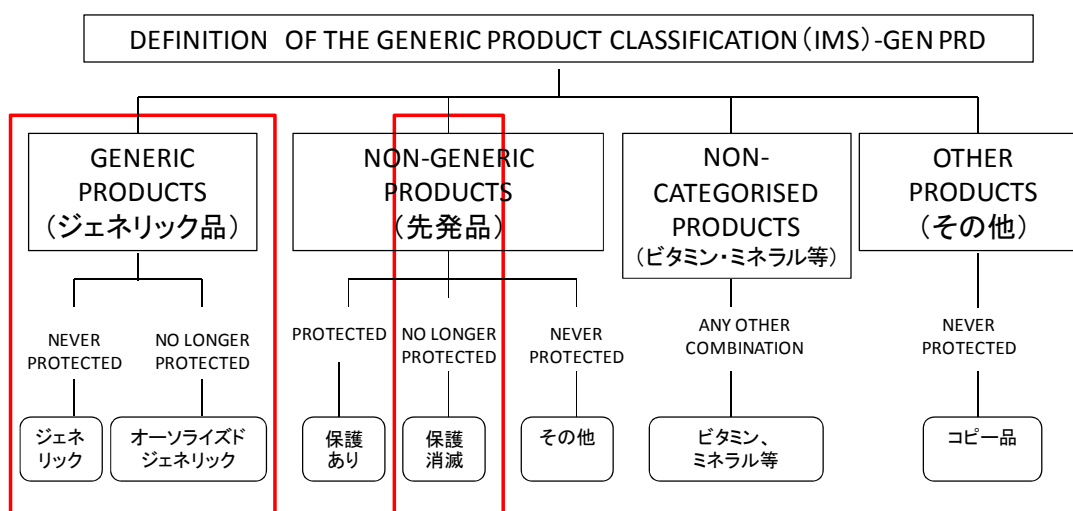 DEFINITION OF THE GENERIC PRODUCT CLASSIFICATION（IMS）-GEN PRD
GENERIC
PRODUCTS
（ジェネリック品）
NON-GENERIC
PRODUCTS
（先発品）
NON-
CATEGORISED
PRODUCTS
（ビタミン・ミネラル等）
OTHER
PRODUCTS
（その他）
NEVER
PROTECTED
NO LONGER
PROTECTED
PROTECTED
NO LONGER
PROTECTED
NEVER
PROTECTED
ANY OTHER
COMBINATION
NEVER
PROTECTED
ジェネ
リック
オーソライズド
ジェネリック
保護
あり
保護
消滅
その他
ビタミン、
ミネラル等
コピー品